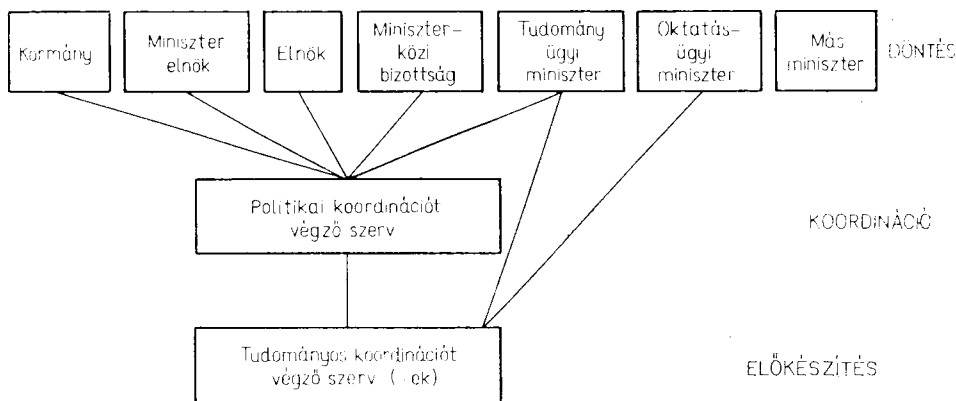 Kormány
Miniszter
elnök
Elnök
Miniszter–
közi
bizottság
Tudomány
ügyi
miniszter
Oktatás-
ügyi
miniszter
Más
miniszter
DÖNTÉS
Politikai koordinációt
végző szerv
KOORDINÁCIÓ
Tudományos koordinációt
végző szerv ( -ek)
ELŐKÉSZÍTÉS